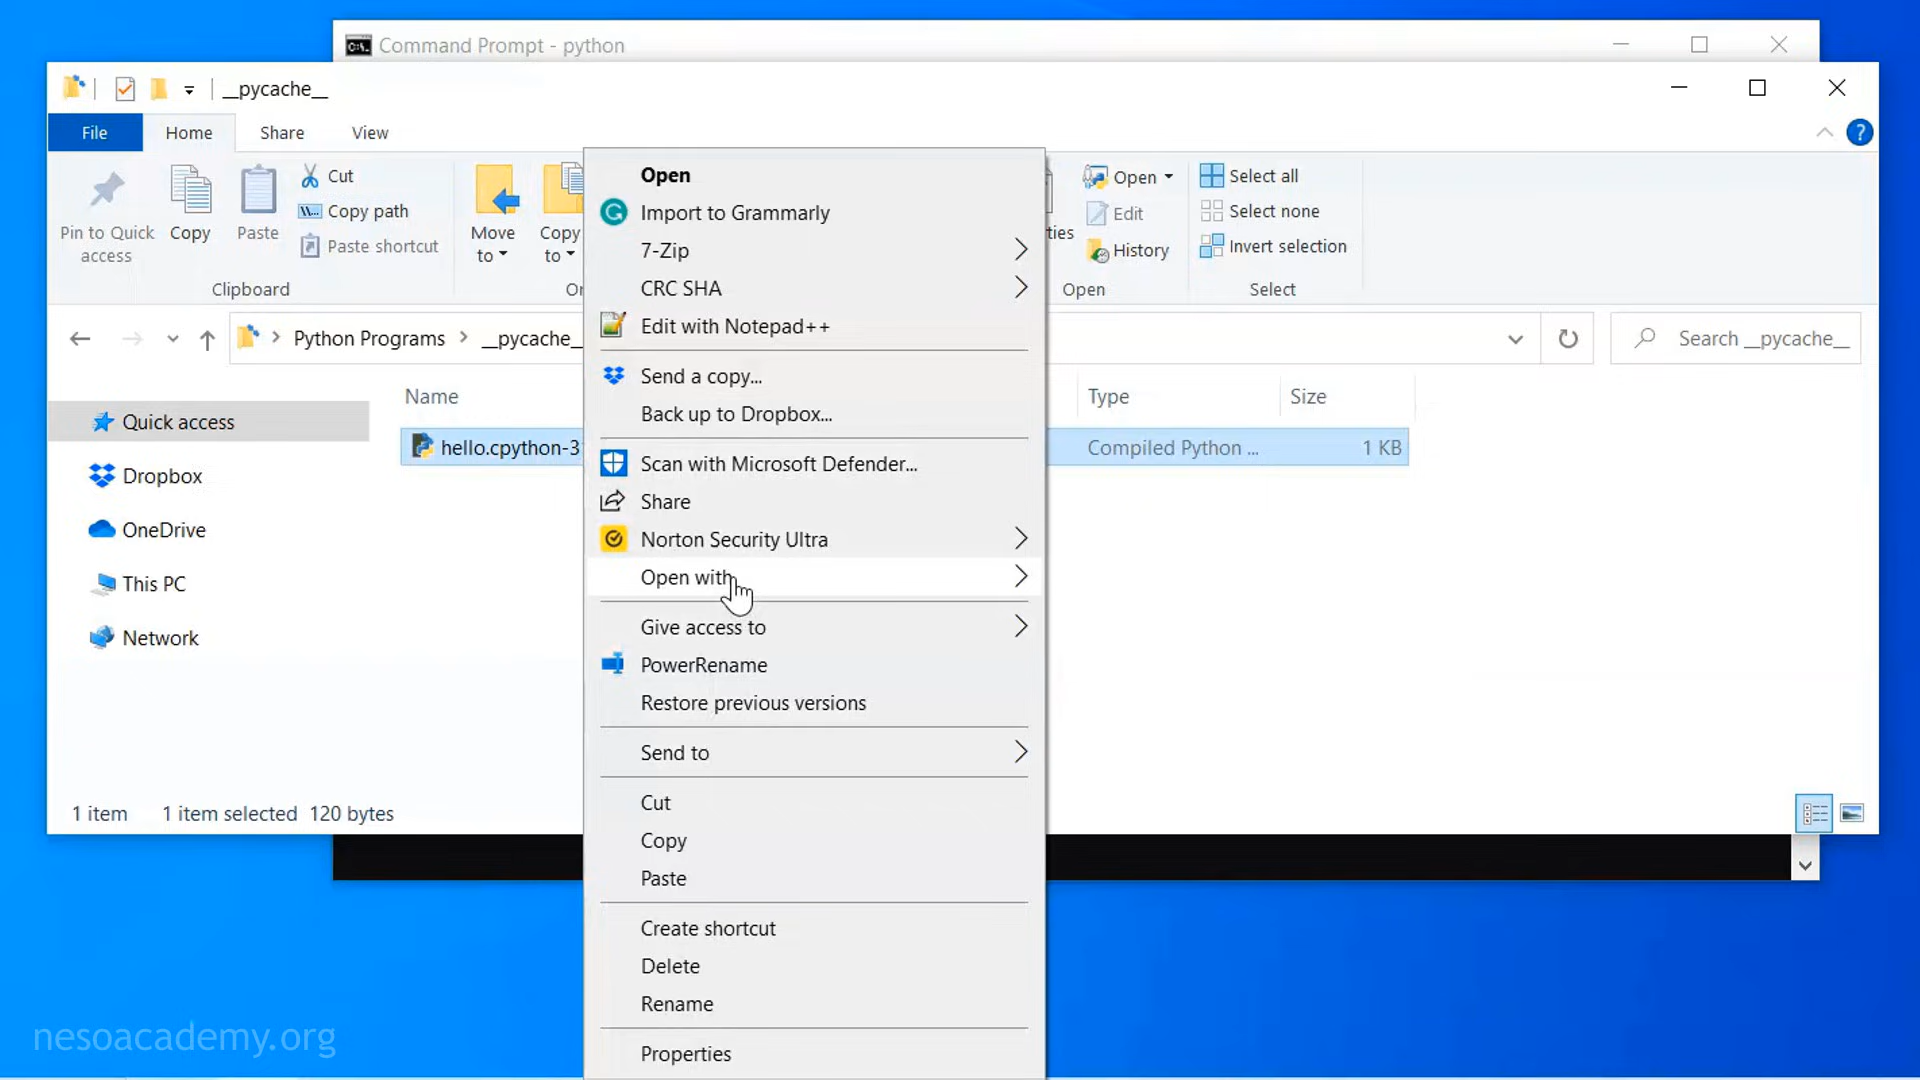 Command Prompt - python
__pycache__
File Home Share View
Pin to Quick access
Copy
Paste
Cut
Copy path
Paste shortcut
Clipboard
Move to
Copy to
Or
ties
Open
Edit
History
Open
Select all
Select none
Invert selection
Select
Python Programs __pycache__
Search __pycache__
Quick access
Dropbox
OneDrive
This PC
Network
Name Type Size
hello.cpython-3 Compiled Python ... 1 KB
Open
Import to Grammarly
7-Zip
CRC SHA
Edit with Notepad++
Send a copy...
Back up to Dropbox...
Scan with Microsoft Defender...
Share
Norton Security Ultra
Open with
Give access to
PowerRename
Restore previous versions
Send to
Cut
Copy
Paste
Create shortcut
Delete
Rename
Properties
1 item 1 item selected 120 bytes
nesoacademy.org